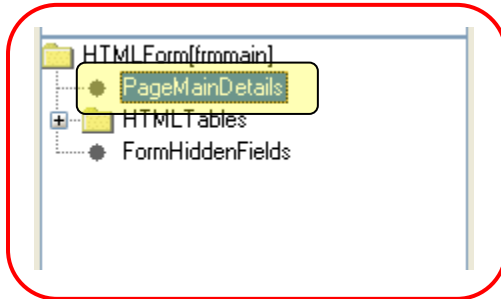 HTMLForm[frmmain]
PageMainDetails
HTMLTables
FormHiddenFields